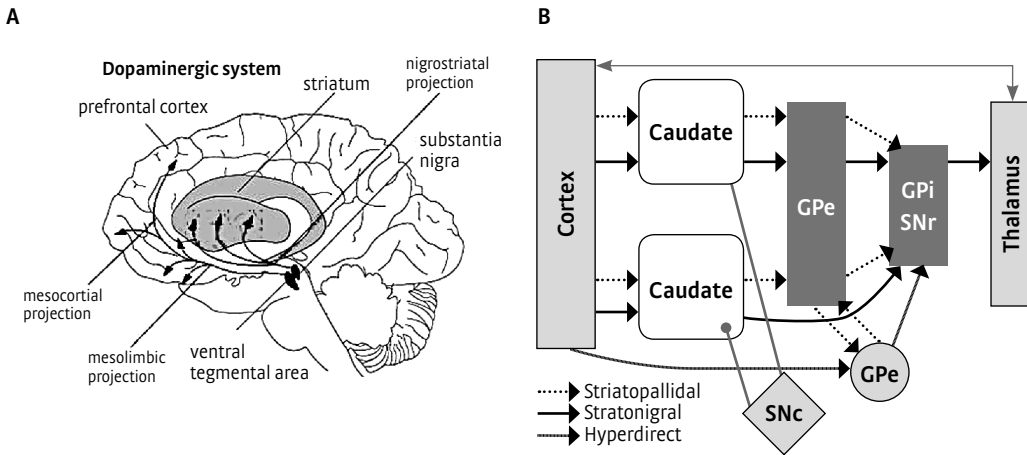 A
Dopaminergic system
prefrontal cortex
striatum
nigrostriatal
projection
substantia
nigra
mesocortial
projection
mesolimbic
projection
ventral
tegmental area
B
Cortex
Caudate
Caudate
GPe
GPi
SNr
Thalamus
GPe
SNc
Striatopallidal
Stratonigral
Hyperdirect